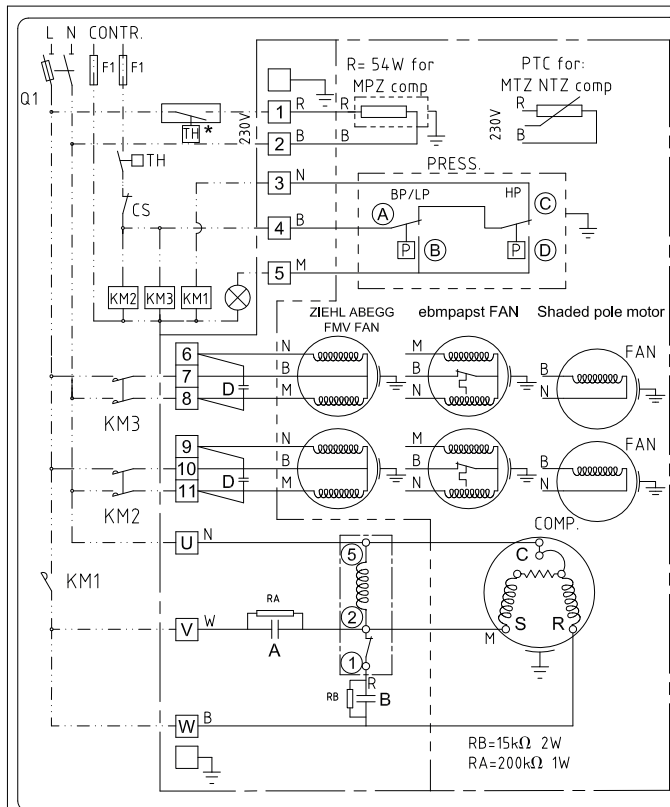 L N CONTR.
Q1
F1 F1
TH *
TH
CS
KM2 KM3 KM1
230V
1 R R
2 B B
3 N
4 B
5 M
R= 54W for
MPZ comp
PTC for:
MTZ NTZ comp
230V
R
B
PRESS.
BP/LP HP
A C
P B P D
ZIEHL ABEGG
FMV FAN
ebmpapst FAN
Shaded pole motor
6 N M FAN
7 B B B
8 D M N N
KM3
9 N M FAN
10 B B B
11 D M N N
KM2
U N
COMP.
5 C
KM1
RA
V W 2 S R
A M
1
R
RB B
W B
RB=15kΩ 2W
RA=200kΩ 1W